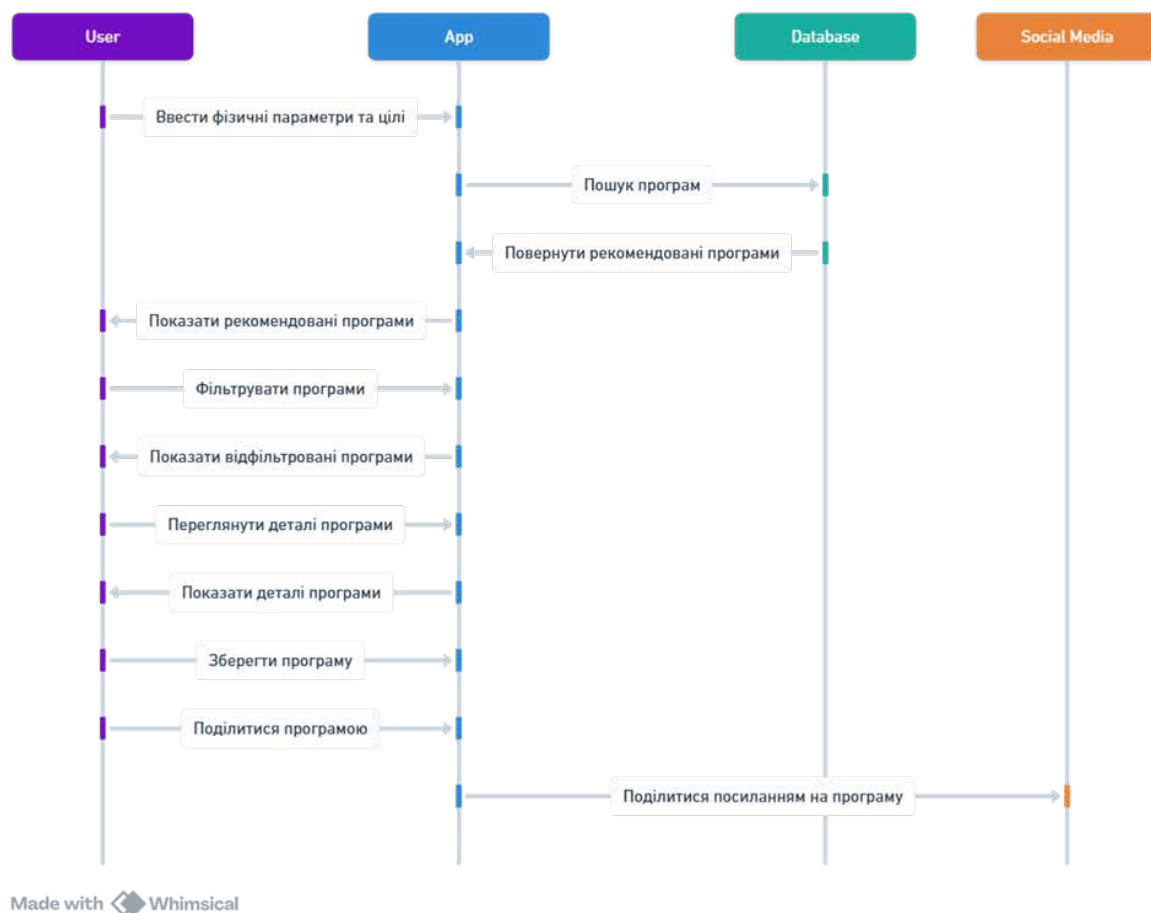 User
App
Database
Social Media
Ввести фізичні параметри та цілі
Пошук програм
Повернути рекомендовані програми
Показати рекомендовані програми
Фільтрувати програми
Показати відфільтровані програми
Переглянути деталі програми
Показати деталі програми
Зберегти програму
Поділитися програмою
Поділитися посиланням на програму
Made with Whimsical